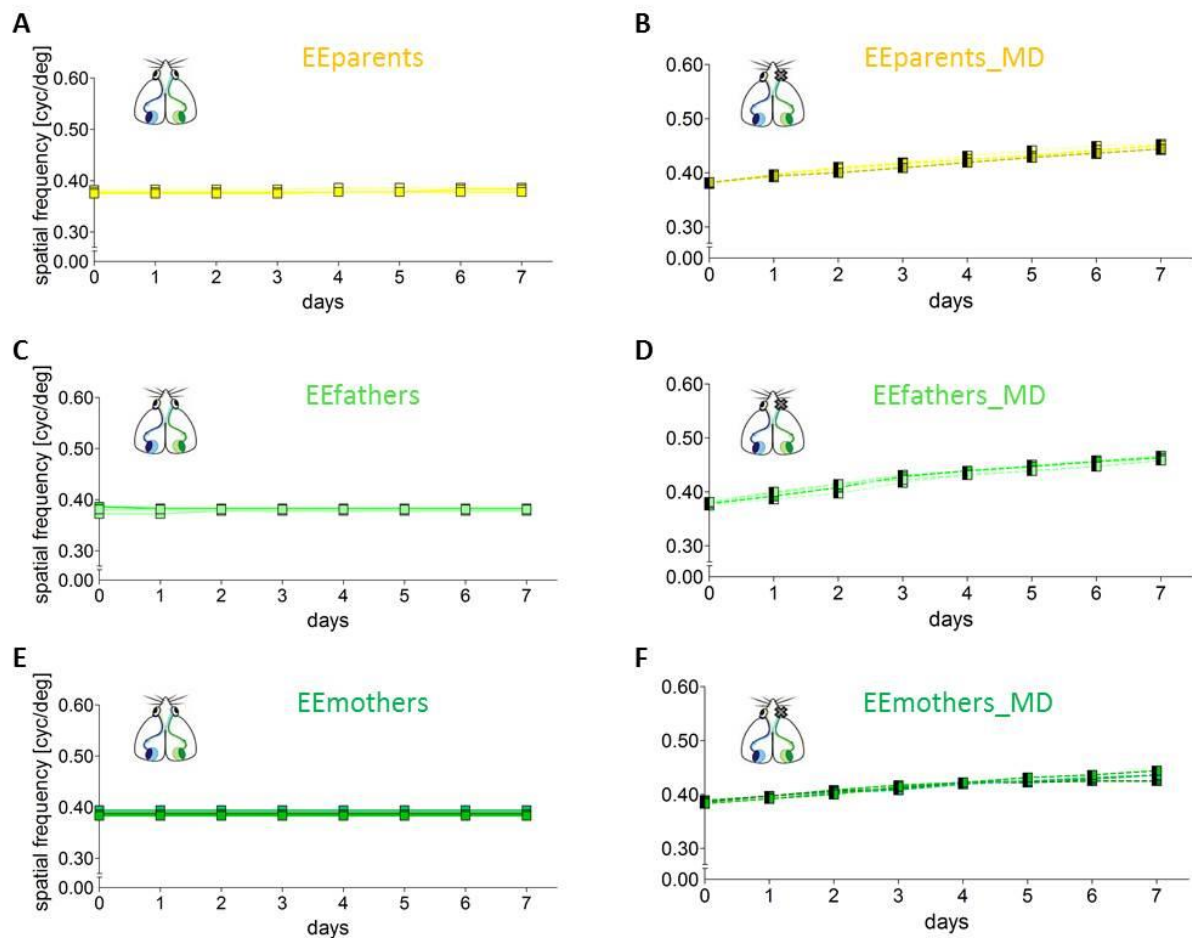 A
EEparents
spatial frequency [cyc/deg]
0.60
0.50
0.40
0.30
0.00
0 1 2 3 4 5 6 7
days
B
EEparents_MD
0.60
0.50
0.40
0.30
0.00
0 1 2 3 4 5 6 7
days
C
EEfathers
spatial frequency [cyc/deg]
0.60
0.50
0.40
0.30
0.00
0 1 2 3 4 5 6 7
days
D
EEfathers_MD
0.60
0.50
0.40
0.30
0.00
0 1 2 3 4 5 6 7
days
E
EEmothers
spatial frequency [cyc/deg]
0.60
0.50
0.40
0.30
0.00
0 1 2 3 4 5 6 7
days
F
EEmothers_MD
0.60
0.50
0.40
0.30
0.00
0 1 2 3 4 5 6 7
days